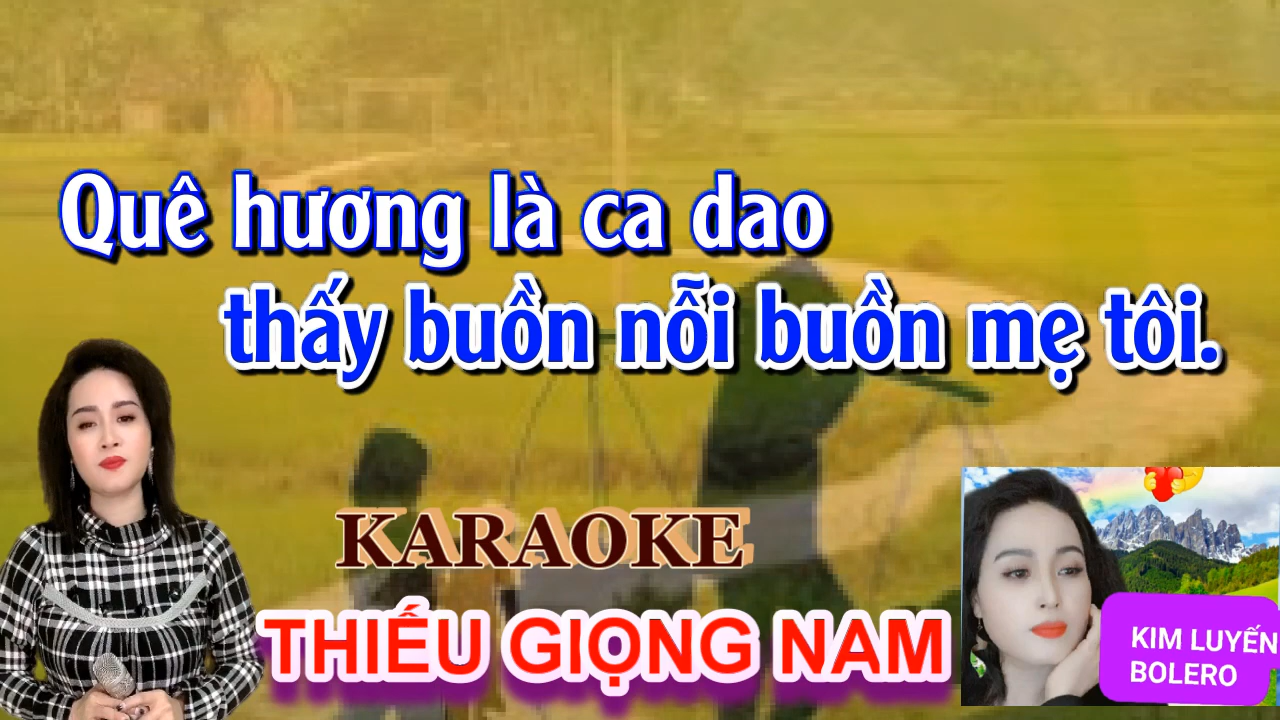 Quê hương là ca dao
thấy buồn nỗi buồn mẹ tôi.
KARAOKE
THIẾU GIỌNG NAM
KIM LUYẾN
BOLERO